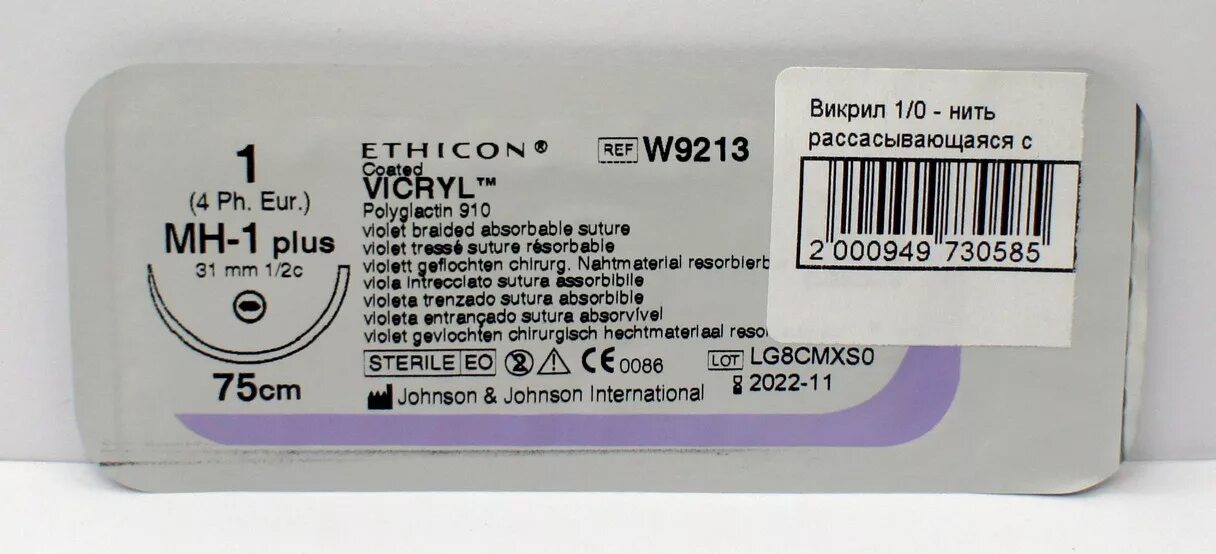 1
(4 Ph. Eur.)
MH-1 plus
31 mm 1/2c
75cm
ETHICON®
Coated
VICRYL™
Polyglactin 910
violet braided absorbable suture
violet tressé suture résorbable
violett geflochten chirurg. Nahtmaterial
viola intrecciato sutura assorbibile
violeta trenzado sutura absorbible
violeta entrançado sutura absorvível
violet gevlochten chirurgisch hechtmateriaal
STERILE EO 2 CE 0086
Johnson & Johnson International
REF W9213
LOT LG8CMXS0
2022-11
Викрил 1/0 - нить
рассасывающаяся с
2 000949 730585